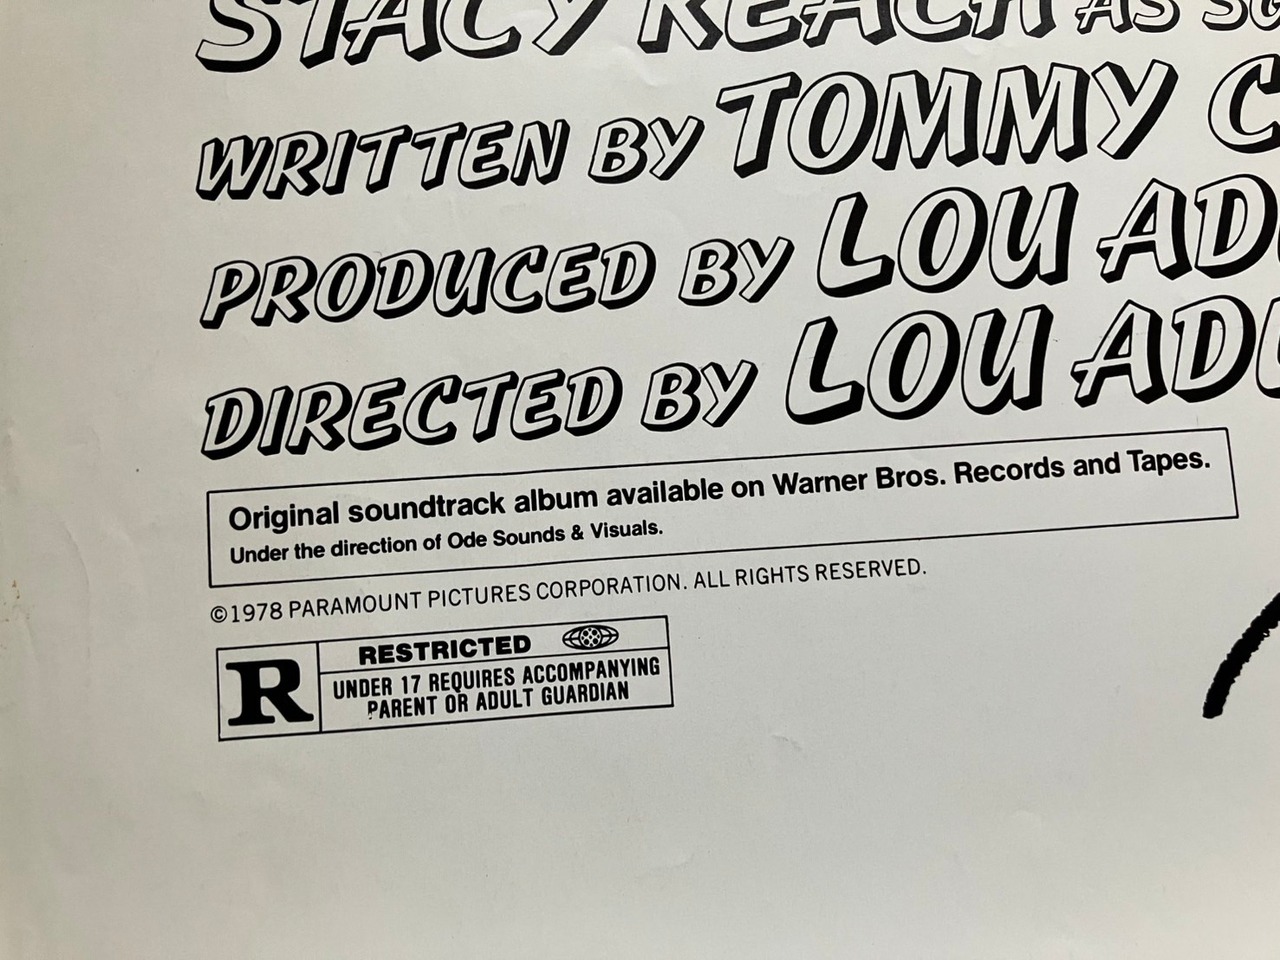 STACY KEACH AS
WRITTEN BY TOMMY
PRODUCED BY LOU
DIRECTED BY LOU
Original soundtrack album available on Warner Bros. Records and Tapes.
Under the direction of Ode Sounds & Visuals.
©1978 PARAMOUNT PICTURES CORPORATION. ALL RIGHTS RESERVED.
R RESTRICTED
UNDER 17 REQUIRES ACCOMPANYING
PARENT OR ADULT GUARDIAN